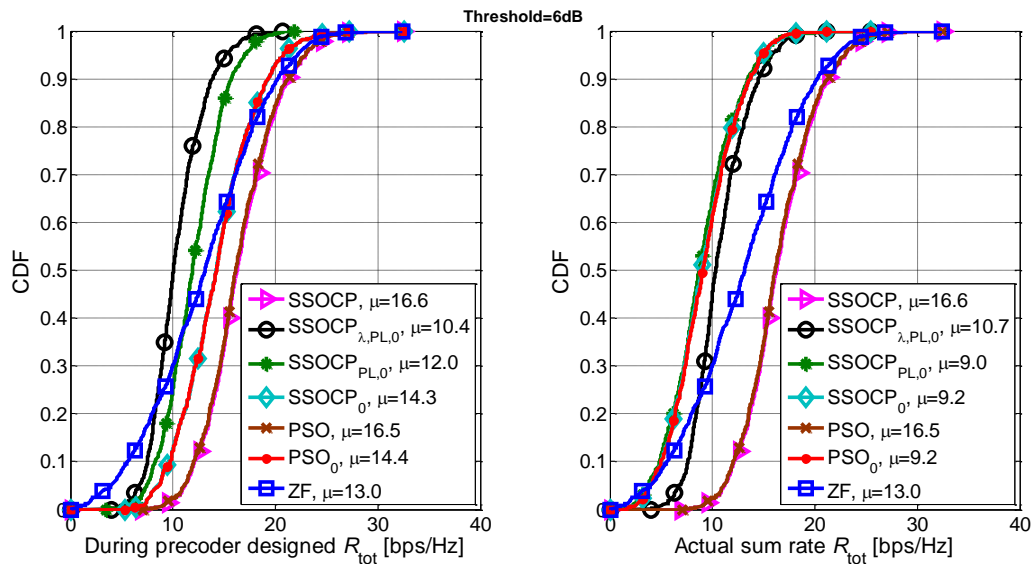 Threshold=6dB
1
0.9
0.8
0.7
0.6
0.5
0.4
0.3
0.2
0.1
0
CDF
0 10 20 30 40
During precoder designed R_tot [bps/Hz]
SSOCP, μ=16.6
SSOCP_λ,PL,0, μ=10.4
SSOCP_PL,0, μ=12.0
SSOCP_0, μ=14.3
PSO, μ=16.5
PSO_0, μ=14.4
ZF, μ=13.0
1
0.9
0.8
0.7
0.6
0.5
0.4
0.3
0.2
0.1
0
CDF
0 10 20 30 40
Actual sum rate R_tot [bps/Hz]
SSOCP, μ=16.6
SSOCP_λ,PL,0, μ=10.7
SSOCP_PL,0, μ=9.0
SSOCP_0, μ=9.2
PSO, μ=16.5
PSO_0, μ=9.2
ZF, μ=13.0